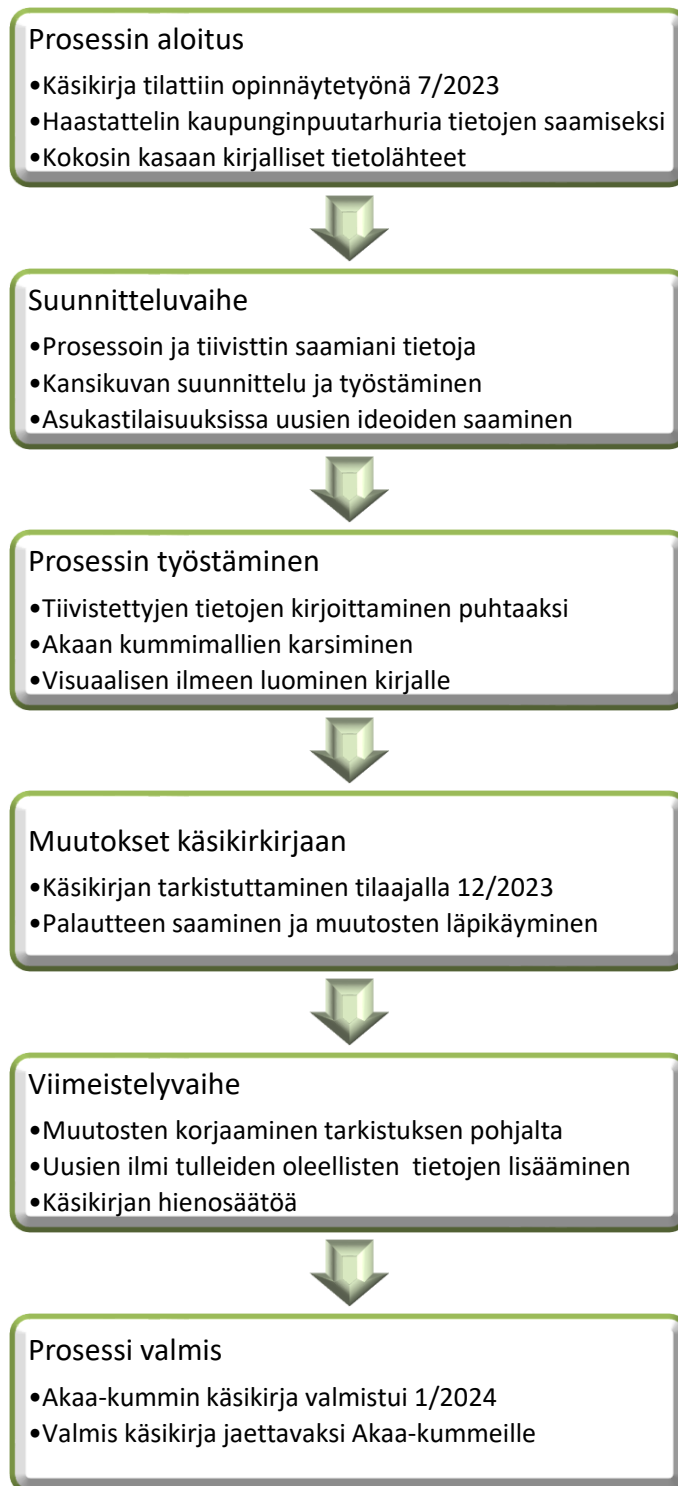 Prosessin aloitus
•Käsikirja tilattiin opinnäytetyönä 7/2023
•Haastattelin kaupunginpuutarhuria tietojen saamiseksi
•Kokosin kasaan kirjalliset tietolähteet
Suunnitteluvaihe
•Prosessoin ja tiivisttin saamiani tietoja
•Kansikuvan suunnittelu ja työstäminen
•Asukastilaisuuksissa uusien ideoiden saaminen
Prosessin työstäminen
•Tiivistettyjen tietojen kirjoittaminen puhtaaksi
•Akaan kummimallien karsiminen
•Visuaalisen ilmeen luominen kirjalle
Muutokset käsikirkirjaan
•Käsikirjan tarkistuttaminen tilaajalla 12/2023
•Palautteen saaminen ja muutosten läpikäyminen
Viimeistelyvaihe
•Muutosten korjaaminen tarkistuksen pohjalta
•Uusien ilmi tulleiden oleellisten  tietojen lisääminen
•Käsikirjan hienosäätöä
Prosessi valmis
•Akaa-kummin käsikirja valmistui 1/2024
•Valmis käsikirja jaettavaksi Akaa-kummeille